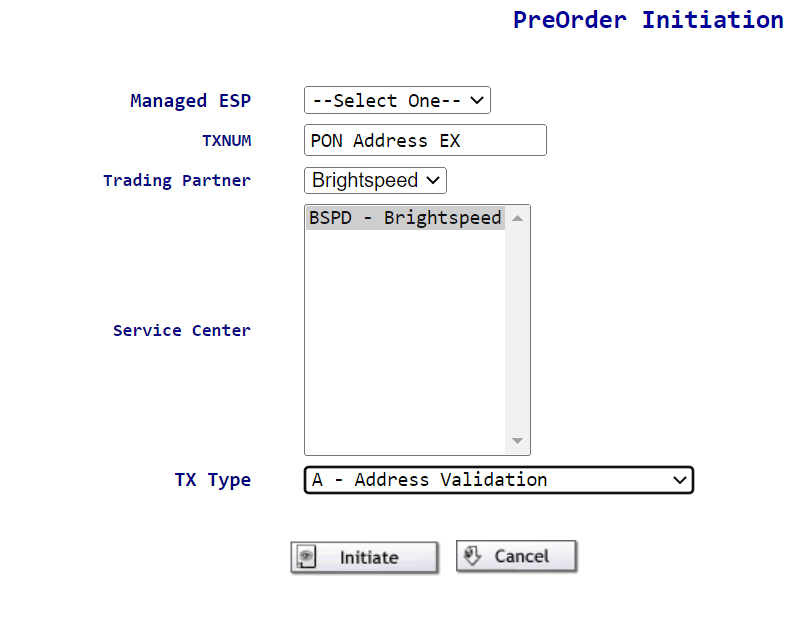 PreOrder Initiation
Managed ESP --Select One--
TXNUM PON Address EX
Trading Partner Brightspeed
BSPD - Brightspeed
Service Center
TX Type A - Address Validation
Initiate Cancel